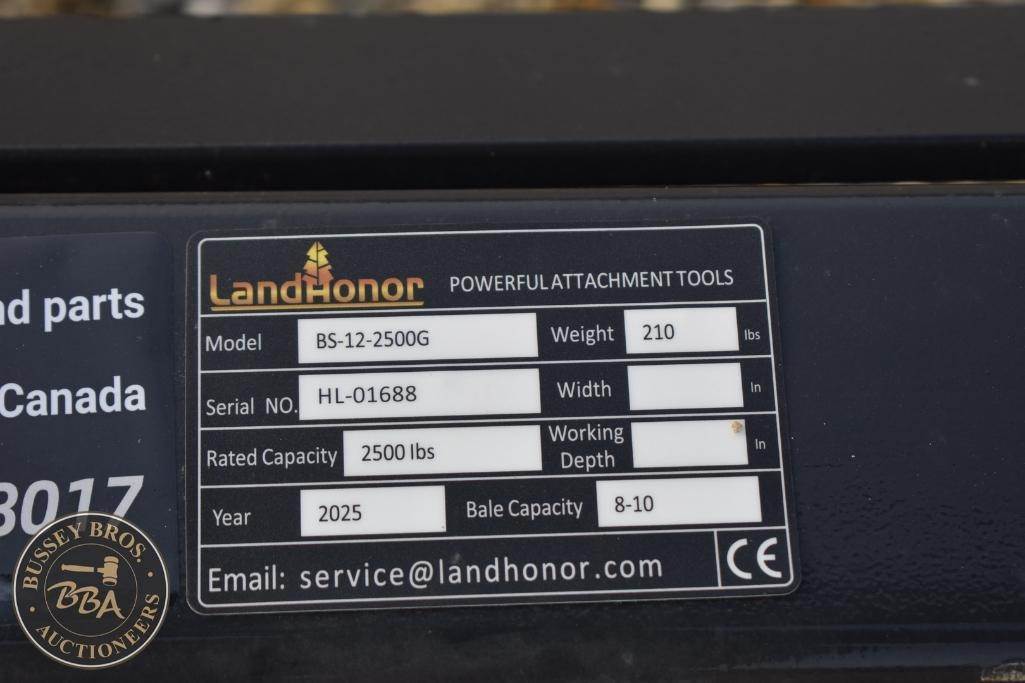 nd parts
Canada
3017
LandHonor POWERFUL ATTACHMENT TOOLS
Model BS-12-2500G Weight 210 lbs
Serial NO. HL-01688 Width In
Rated Capacity 2500 lbs Working Depth In
Year 2025 Bale Capacity 8-10
Email: service@landhonor.com CE
BUSSEY BROS.
BBA
AUCTIONEERS